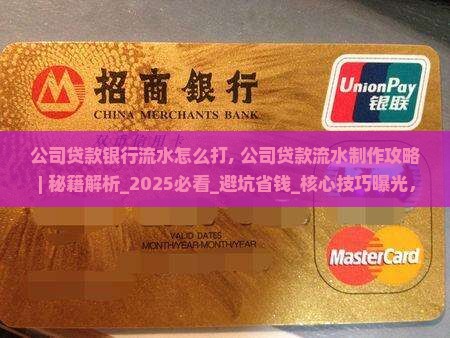 招商銀行
CHINA MERCHANTS BANK
UnionPay
银联
公司贷款银行流水怎么打, 公司贷款流水制作攻略
| 秘籍解析_2025必看_避坑省钱_核心技巧曝光,
VALID DATES
MONTH/YEAR-MONTH/YEAR
MasterCard